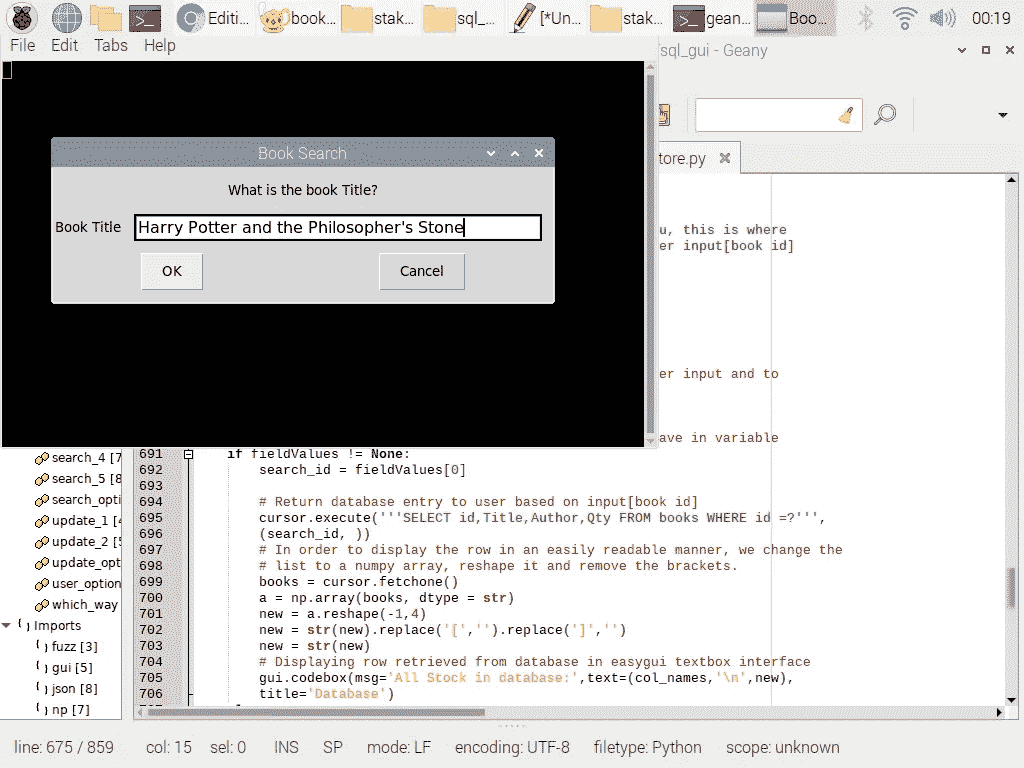 Editi... book... stak... sql_... [*Un... stak... gean... Boo... 00:19
File Edit Tabs Help
sql_gui - Geany
Book Search
What is the book Title?
Book Title Harry Potter and the Philosopher's Stone
OK Cancel
tore.py
u, this is where
er input[book id]
er input and to
ave in variable
search_4 [7
search_5 [8
search_opti
update_1 [4
update_2 [5
update_opt
user_option
which_way
Imports
fuzz [3]
gui [5]
json [8]
np [7]
691 if fieldValues != None:
692 search_id = fieldValues[0]
693
694 # Return database entry to user based on input[book id]
695 cursor.execute('''SELECT id,Title,Author,Qty FROM books WHERE id =?''',
696 (search_id, ))
697 # In order to display the row in an easily readable manner, we change the
698 # list to a numpy array, reshape it and remove the brackets.
699 books = cursor.fetchone()
700 a = np.array(books, dtype = str)
701 new = a.reshape(-1,4)
702 new = str(new).replace('[','').replace(']','')
703 new = str(new)
704 # Displaying row retrieved from database in easygui textbox interface
705 gui.codebox(msg='All Stock in database:',text=(col_names,'\n',new),
706 title='Database')
line: 675 / 859 col: 15 sel: 0 INS SP mode: LF encoding: UTF-8 filetype: Python scope: unknown